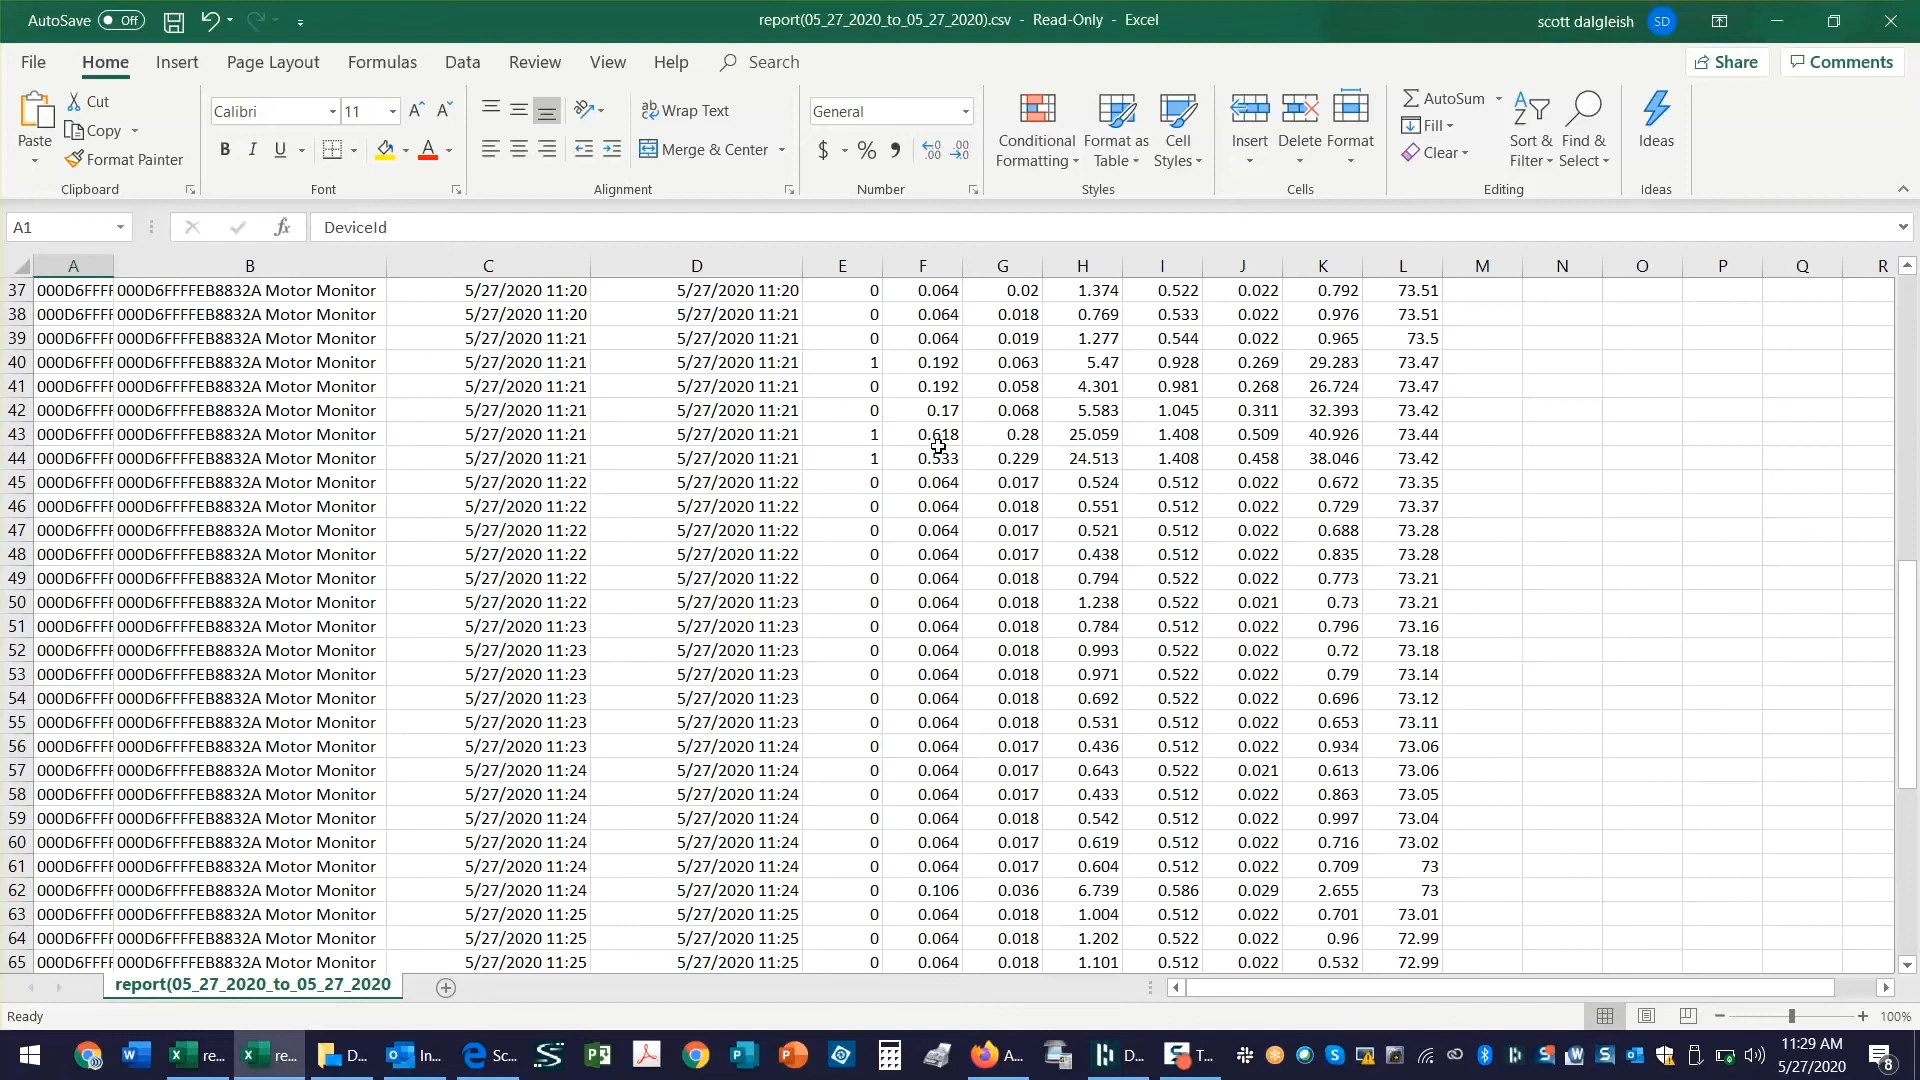 AutoSave Off report(05_27_2020_to_05_27_2020).csv - Read-Only - Excel scott dalgleish SD
File Home Insert Page Layout Formulas Data Review View Help Search Share Comments
Paste Cut Copy Format Painter Clipboard
Calibri 11 B I U A Font
ab Wrap Text Merge & Center Alignment
General $ % Number
Conditional Formatting Format as Table Cell Styles Styles
Insert Delete Format Cells
AutoSum Fill Clear Sort & Filter Find & Select Editing
Ideas Ideas
A1 fx DeviceId
A B C D E F G H I J K L M N O P Q R
37 000D6FFFF 000D6FFFFEB8832A Motor Monitor 5/27/2020 11:20 5/27/2020 11:20 0 0.064 0.02 1.374 0.522 0.022 0.792 73.51
38 000D6FFFF 000D6FFFFEB8832A Motor Monitor 5/27/2020 11:20 5/27/2020 11:21 0 0.064 0.018 0.769 0.533 0.022 0.976 73.51
39 000D6FFFF 000D6FFFFEB8832A Motor Monitor 5/27/2020 11:21 5/27/2020 11:21 0 0.064 0.019 1.277 0.544 0.022 0.965 73.5
40 000D6FFFF 000D6FFFFEB8832A Motor Monitor 5/27/2020 11:21 5/27/2020 11:21 1 0.192 0.063 5.47 0.928 0.269 29.283 73.47
41 000D6FFFF 000D6FFFFEB8832A Motor Monitor 5/27/2020 11:21 5/27/2020 11:21 0 0.192 0.058 4.301 0.981 0.268 26.724 73.47
42 000D6FFFF 000D6FFFFEB8832A Motor Monitor 5/27/2020 11:21 5/27/2020 11:21 0 0.17 0.068 5.583 1.045 0.311 32.393 73.42
43 000D6FFFF 000D6FFFFEB8832A Motor Monitor 5/27/2020 11:21 5/27/2020 11:21 1 0.618 0.28 25.059 1.408 0.509 40.926 73.44
44 000D6FFFF 000D6FFFFEB8832A Motor Monitor 5/27/2020 11:21 5/27/2020 11:21 1 0.533 0.229 24.513 1.408 0.458 38.046 73.42
45 000D6FFFF 000D6FFFFEB8832A Motor Monitor 5/27/2020 11:22 5/27/2020 11:22 0 0.064 0.017 0.524 0.512 0.022 0.672 73.35
46 000D6FFFF 000D6FFFFEB8832A Motor Monitor 5/27/2020 11:22 5/27/2020 11:22 0 0.064 0.018 0.551 0.512 0.022 0.729 73.37
47 000D6FFFF 000D6FFFFEB8832A Motor Monitor 5/27/2020 11:22 5/27/2020 11:22 0 0.064 0.017 0.521 0.512 0.022 0.688 73.28
48 000D6FFFF 000D6FFFFEB8832A Motor Monitor 5/27/2020 11:22 5/27/2020 11:22 0 0.064 0.017 0.438 0.512 0.022 0.835 73.28
49 000D6FFFF 000D6FFFFEB8832A Motor Monitor 5/27/2020 11:22 5/27/2020 11:22 0 0.064 0.018 0.794 0.522 0.022 0.773 73.21
50 000D6FFFF 000D6FFFFEB8832A Motor Monitor 5/27/2020 11:22 5/27/2020 11:23 0 0.064 0.018 1.238 0.522 0.021 0.73 73.21
51 000D6FFFF 000D6FFFFEB8832A Motor Monitor 5/27/2020 11:23 5/27/2020 11:23 0 0.064 0.018 0.784 0.512 0.022 0.796 73.16
52 000D6FFFF 000D6FFFFEB8832A Motor Monitor 5/27/2020 11:23 5/27/2020 11:23 0 0.064 0.018 0.993 0.522 0.022 0.72 73.18
53 000D6FFFF 000D6FFFFEB8832A Motor Monitor 5/27/2020 11:23 5/27/2020 11:23 0 0.064 0.018 0.971 0.522 0.022 0.79 73.14
54 000D6FFFF 000D6FFFFEB8832A Motor Monitor 5/27/2020 11:23 5/27/2020 11:23 0 0.064 0.018 0.692 0.522 0.022 0.696 73.12
55 000D6FFFF 000D6FFFFEB8832A Motor Monitor 5/27/2020 11:23 5/27/2020 11:23 0 0.064 0.018 0.531 0.512 0.022 0.653 73.11
56 000D6FFFF 000D6FFFFEB8832A Motor Monitor 5/27/2020 11:23 5/27/2020 11:24 0 0.064 0.017 0.436 0.512 0.022 0.934 73.06
57 000D6FFFF 000D6FFFFEB8832A Motor Monitor 5/27/2020 11:24 5/27/2020 11:24 0 0.064 0.017 0.643 0.522 0.021 0.613 73.06
58 000D6FFFF 000D6FFFFEB8832A Motor Monitor 5/27/2020 11:24 5/27/2020 11:24 0 0.064 0.017 0.433 0.512 0.022 0.863 73.05
59 000D6FFFF 000D6FFFFEB8832A Motor Monitor 5/27/2020 11:24 5/27/2020 11:24 0 0.064 0.018 0.542 0.512 0.022 0.997 73.04
60 000D6FFFF 000D6FFFFEB8832A Motor Monitor 5/27/2020 11:24 5/27/2020 11:24 0 0.064 0.017 0.619 0.512 0.022 0.716 73.02
61 000D6FFFF 000D6FFFFEB8832A Motor Monitor 5/27/2020 11:24 5/27/2020 11:24 0 0.064 0.017 0.604 0.512 0.022 0.709 73
62 000D6FFFF 000D6FFFFEB8832A Motor Monitor 5/27/2020 11:24 5/27/2020 11:24 0 0.106 0.036 6.739 0.586 0.029 2.655 73
63 000D6FFFF 000D6FFFFEB8832A Motor Monitor 5/27/2020 11:25 5/27/2020 11:25 0 0.064 0.018 1.004 0.512 0.022 0.701 73.01
64 000D6FFFF 000D6FFFFEB8832A Motor Monitor 5/27/2020 11:25 5/27/2020 11:25 0 0.064 0.018 1.202 0.522 0.022 0.96 72.99
65 000D6FFFF 000D6FFFFEB8832A Motor Monitor 5/27/2020 11:25 5/27/2020 11:25 0 0.064 0.018 1.101 0.512 0.022 0.532 72.99
report(05_27_2020_to_05_27_2020
Ready 100%
re... re... D... In... Sc... A... D... T... 11:29 AM
5/27/2020 8